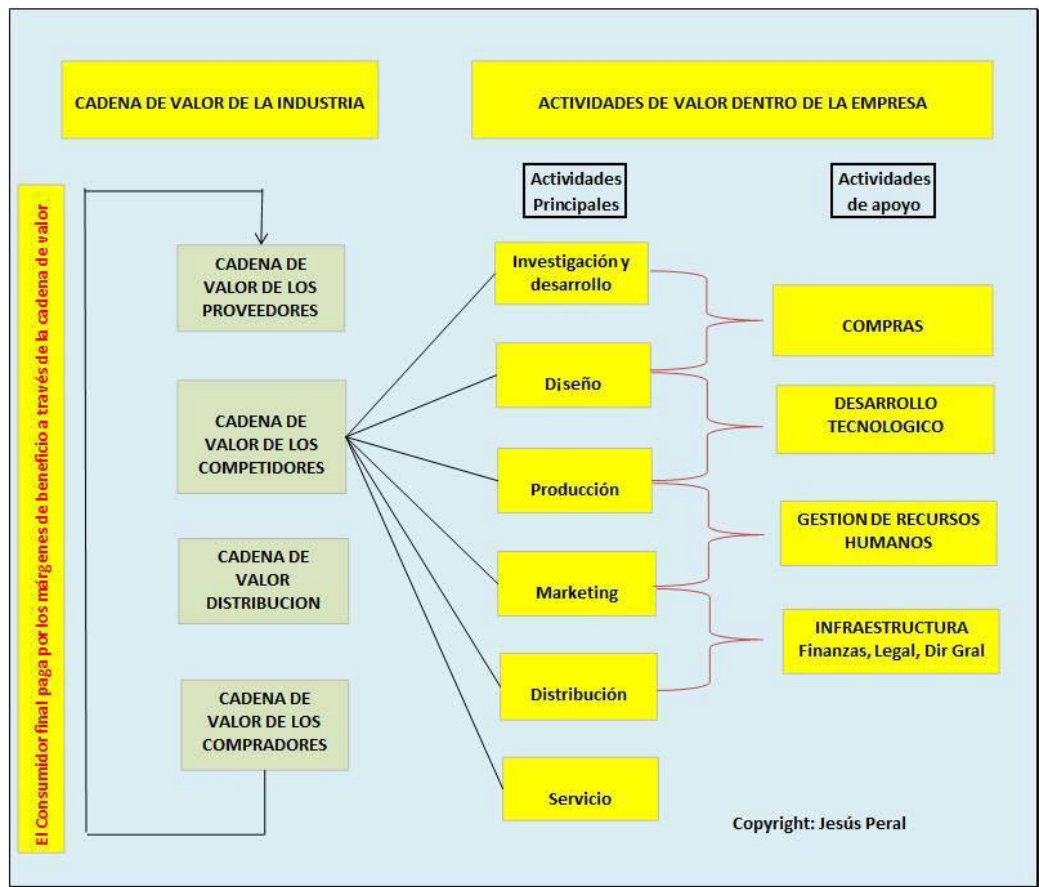 CADENA DE VALOR DE LA INDUSTRIA
ACTIVIDADES DE VALOR DENTRO DE LA EMPRESA
El Consumidor final paga por los márgenes de beneficio a través de la cadena de valor
CADENA DE
VALOR DE LOS
PROVEEDORES
CADENA DE
VALOR DE LOS
COMPETIDORES
CADENA DE
VALOR
DISTRIBUCION
CADENA DE
VALOR DE LOS
COMPRADORES
Actividades
Principales
Investigación y
desarrollo
Diseño
Producción
Marketing
Distribución
Servicio
Actividades
de apoyo
COMPRAS
DESARROLLO
TECNOLOGICO
GESTION DE RECURSOS
HUMANOS
INFRAESTRUCTURA
Finanzas, Legal, Dir Gral
Copyright: Jesús Peral